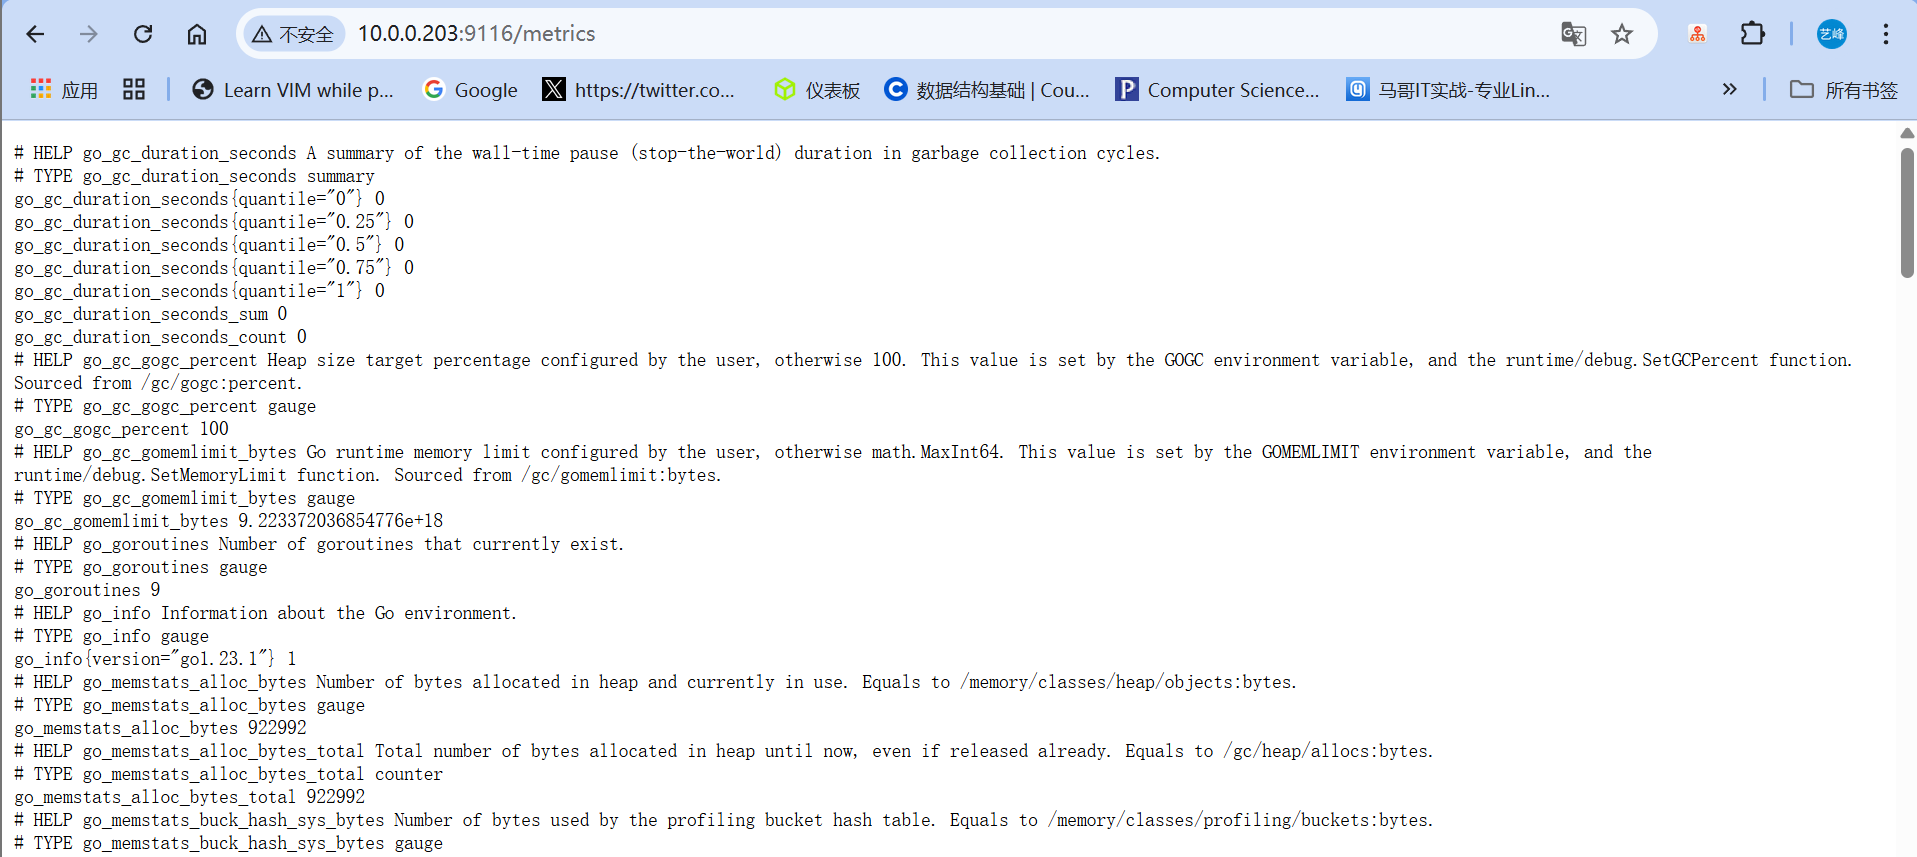 不安全 10.0.0.203:9116/metrics 艺峰
应用 Learn VIM while p... Google https://twitter.co... 仪表板 数据结构基础 | Cou... Computer Science... 马哥IT实战-专业Lin... » 所有书签
# HELP go_gc_duration_seconds A summary of the wall-time pause (stop-the-world) duration in garbage collection cycles.
# TYPE go_gc_duration_seconds summary
go_gc_duration_seconds{quantile="0"} 0
go_gc_duration_seconds{quantile="0.25"} 0
go_gc_duration_seconds{quantile="0.5"} 0
go_gc_duration_seconds{quantile="0.75"} 0
go_gc_duration_seconds{quantile="1"} 0
go_gc_duration_seconds_sum 0
go_gc_duration_seconds_count 0
# HELP go_gc_gogc_percent Heap size target percentage configured by the user, otherwise 100. This value is set by the GOGC environment variable, and the runtime/debug.SetGCPercent function.
Sourced from /gc/gogc:percent.
# TYPE go_gc_gogc_percent gauge
go_gc_gogc_percent 100
# HELP go_gc_gomemlimit_bytes Go runtime memory limit configured by the user, otherwise math.MaxInt64. This value is set by the GOMEMLIMIT environment variable, and the
runtime/debug.SetMemoryLimit function. Sourced from /gc/gomemlimit:bytes.
# TYPE go_gc_gomemlimit_bytes gauge
go_gc_gomemlimit_bytes 9.223372036854776e+18
# HELP go_goroutines Number of goroutines that currently exist.
# TYPE go_goroutines gauge
go_goroutines 9
# HELP go_info Information about the Go environment.
# TYPE go_info gauge
go_info{version="go1.23.1"} 1
# HELP go_memstats_alloc_bytes Number of bytes allocated in heap and currently in use. Equals to /memory/classes/heap/objects:bytes.
# TYPE go_memstats_alloc_bytes gauge
go_memstats_alloc_bytes 922992
# HELP go_memstats_alloc_bytes_total Total number of bytes allocated in heap until now, even if released already. Equals to /gc/heap/allocs:bytes.
# TYPE go_memstats_alloc_bytes_total counter
go_memstats_alloc_bytes_total 922992
# HELP go_memstats_buck_hash_sys_bytes Number of bytes used by the profiling bucket hash table. Equals to /memory/classes/profiling/buckets:bytes.
# TYPE go_memstats_buck_hash_sys_bytes gauge